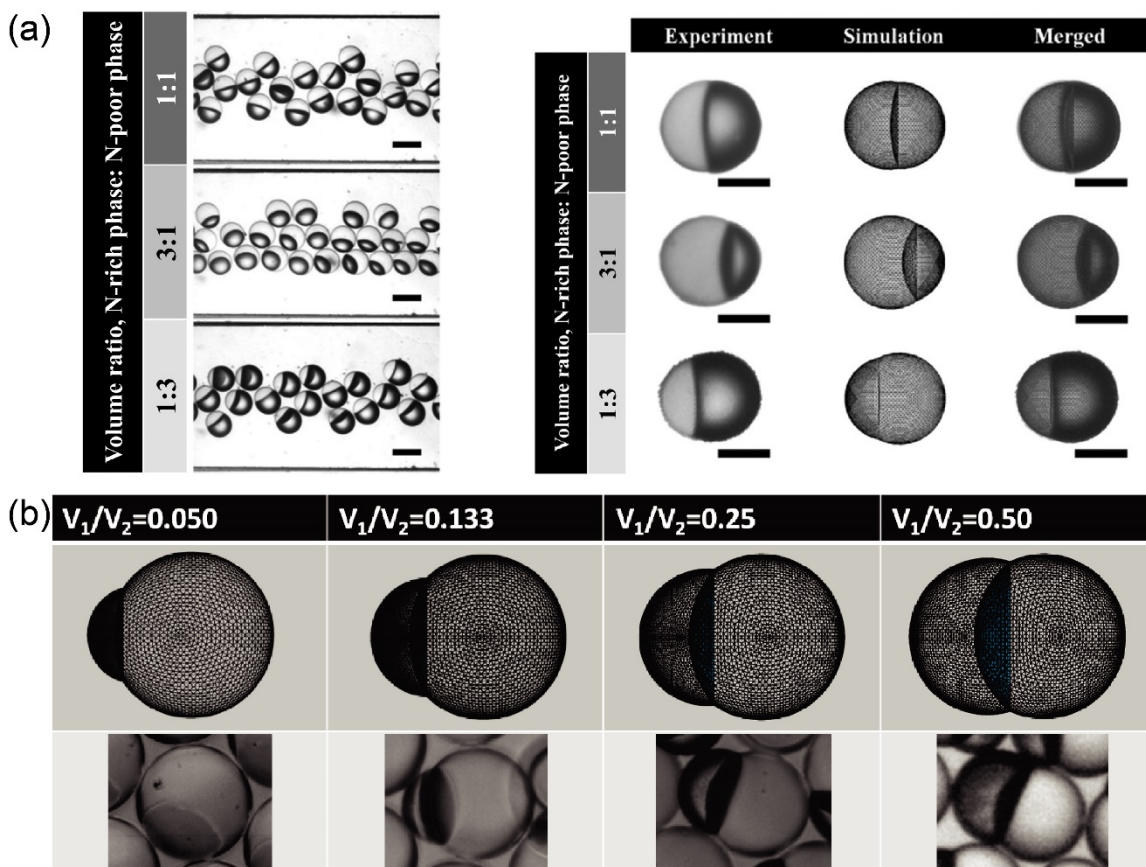 (a)
Volume ratio, N-rich phase: N-poor phase
1:1
3:1
1:3
Volume ratio, N-rich phase: N-poor phase
Experiment
Simulation
Merged
1:1
3:1
1:3
(b)
V₁/V₂=0.050
V₁/V₂=0.133
V₁/V₂=0.25
V₁/V₂=0.50